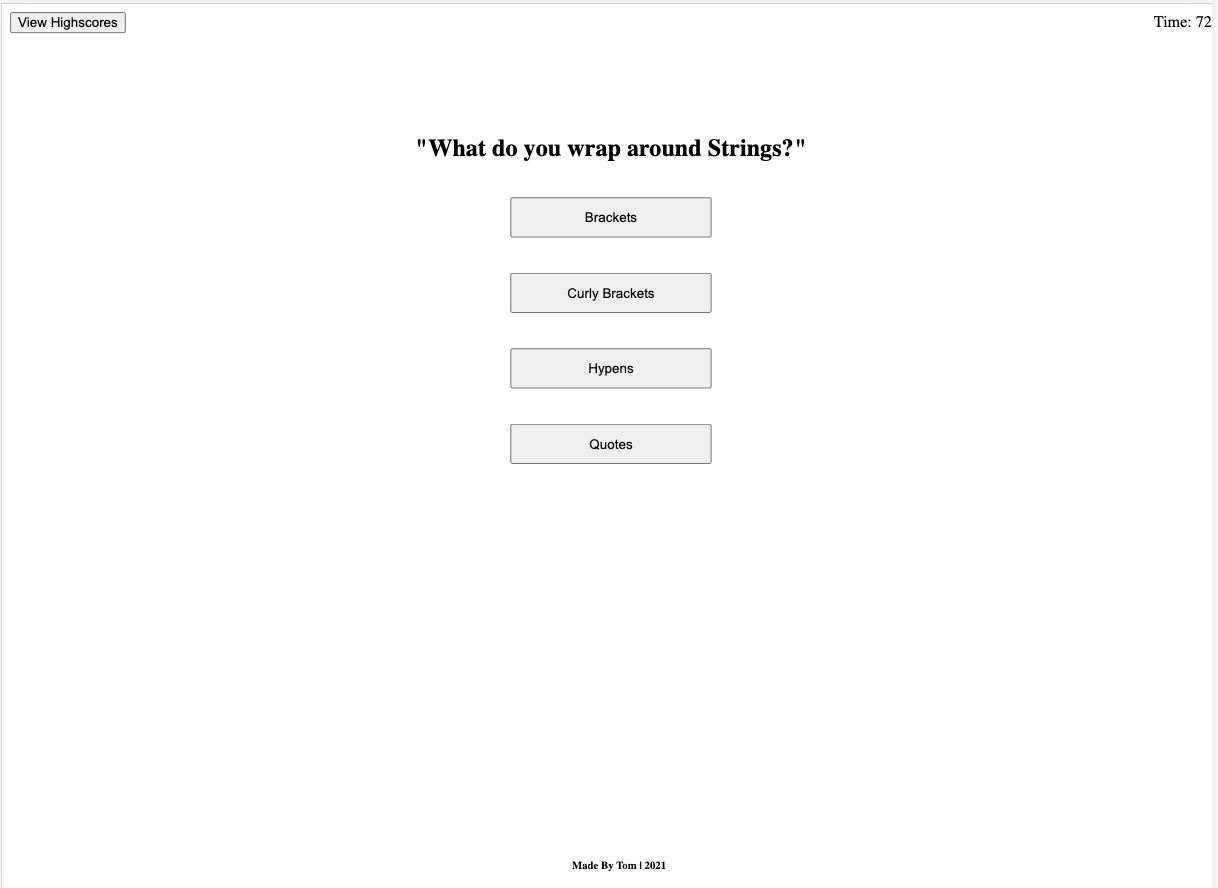 View Highscores
Time: 72
"What do you wrap around Strings?"
Brackets
Curly Brackets
Hypens
Quotes
Made By Tom | 2021